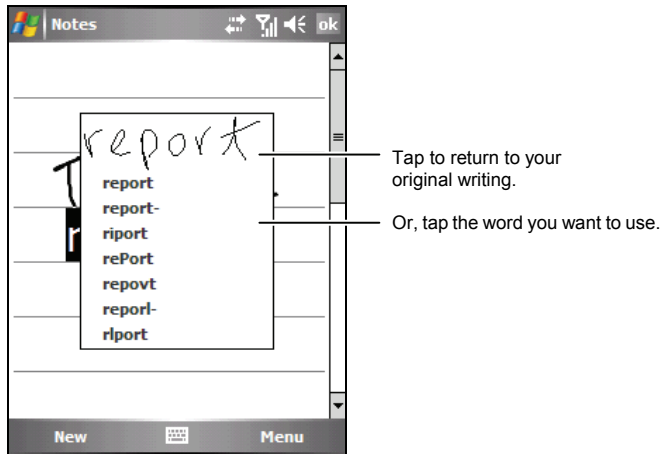 Notes ok
report
report
report-
riport
rePort
repovt
reporl-
rlport
New Menu
Tap to return to your
original writing.
Or, tap the word you want to use.